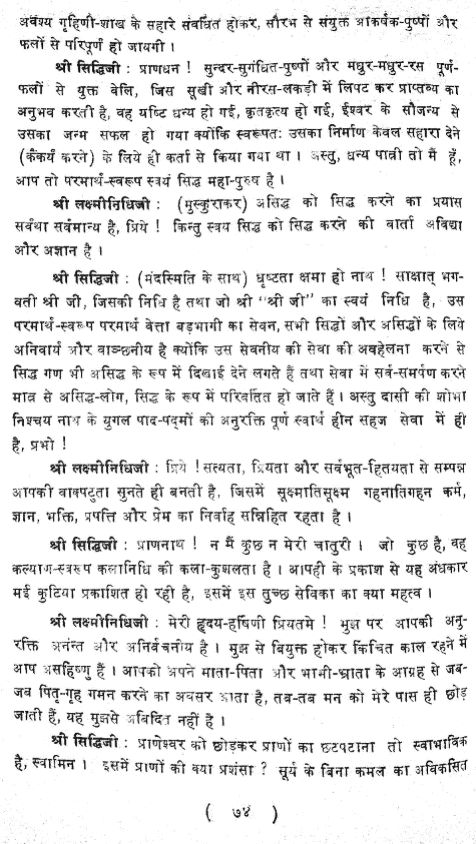 अवश्य गृहिणी-शाख के सहारे संवर्धित होकर, सौरभ से संयुक्त आकर्षक-पुष्पों और
फलों से परिपूर्ण हो जायगी ।
श्री सिद्धिजी : प्राणधन ! सुन्दर-सुगंधित-पुष्पों और मधुर-मधुर-रस पूर्ण-
फलों से युक्त बेलि, जिस सूखी और नीरस-लकड़ी में लिपट कर प्राप्तव्य का
अनुभव करती है, वह यष्टि धन्य हो गई, कृतकृत्य हो गई, ईश्वर के सौजन्य से
उसका जन्म सफल हो गया क्योंकि स्वरूपतः उसका निर्माण केवल सहारा देने
(कैंकर्य करने) के लिये ही कर्ता से किया गया था । अस्तु, धन्य पात्री तो मैं हूँ,
आप तो परमार्थ-स्वरूप स्वयं सिद्ध महा-पुरुष है ।
श्री लक्ष्मीनिधिजी : (मुस्कुराकर) असिद्ध को सिद्ध करने का प्रयास
सर्वथा सर्वमान्य है, प्रिये ! किन्तु स्वय सिद्ध को सिद्ध करने की वार्ता अविद्या
और अज्ञान है ।
श्री सिद्धिजी : (मंदस्मिति के साथ) धृष्टता क्षमा हो नाथ ! साक्षात् भग-
वती श्री जी, जिसकी निधि है तथा जो श्री "श्री जी" का स्वयं निधि है, उस
परमार्थ-स्वरूप परमार्थ वेत्ता बड़भागी का सेवन, सभी सिद्धों और असिद्धों के लिये
अनिवार्य और वाञ्छनीय है क्योंकि उस सेवनीय की सेवा की अवहेलना करने से
सिद्ध गण भी असिद्ध के रूप में दिखाई देने लगते हैं तथा सेवा में सर्व-समर्पण करने
मात्र से असिद्ध-लोग, सिद्ध के रूप में परिवर्तित हो जाते हैं । अस्तु दासी की शोभा
निश्चय नाथ के युगल पाद-पद्मों की अनुरक्ति पूर्ण स्वार्थ हीन सहज सेवा में ही
है, प्रभो !
श्री लक्ष्मीनिधिजी : प्रिये ! सत्यता, प्रियता और सर्वभूत-हितयता से सम्पन्न
आपकी वाक्पटुता सुनते ही बनती है, जिसमें सूक्ष्मातिसूक्ष्म गहनातिगहन कर्म,
ज्ञान, भक्ति, प्रपत्ति और प्रेम का निर्वाह सन्निहित रहता है ।
श्री सिद्धिजी : प्राणनाथ ! न मैं कुछ न मेरी चातुरी । जो कुछ है, वह
कल्याण-स्वरूप कलानिधि की कला-कुशलता है । आपही के प्रकाश से यह अंधकार
मई कुटिया प्रकाशित हो रही है, इसमें इस तुच्छ सेविका का क्या महत्व ।
श्री लक्ष्मीनिधिजी : मेरी हृदय-हर्षिणी प्रियतमे ! मुझ पर आपकी अनु-
रक्ति अनंत और अनिर्वचनीय है । मुझ से वियुक्त होकर किंचित काल रहने में
आप असहिष्णु हैं । आपको अपने माता-पिता और भाभी-भ्राता के आग्रह से जब-
जब पितृ-गृह गमन करने का अवसर आता है, तब-तब मन को मेरे पास ही छोड़
जाती हैं, यह मुझसे अविदित नहीं है ।
श्री सिद्धिजी : प्राणेश्वर को छोड़कर प्राणों का छटपटाना तो स्वाभाविक
है, स्वामिन । इसमें प्राणों की क्या प्रशंसा ? सूर्य के बिना कमल का अविकसित
( ७४ )